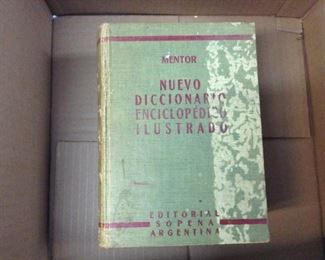 MENTOR
NUEVO
DICCIONARIO
ENCICLOPÉDICO
ILUSTRADO
EDITORIAL
SOPENA
ARGENTINA